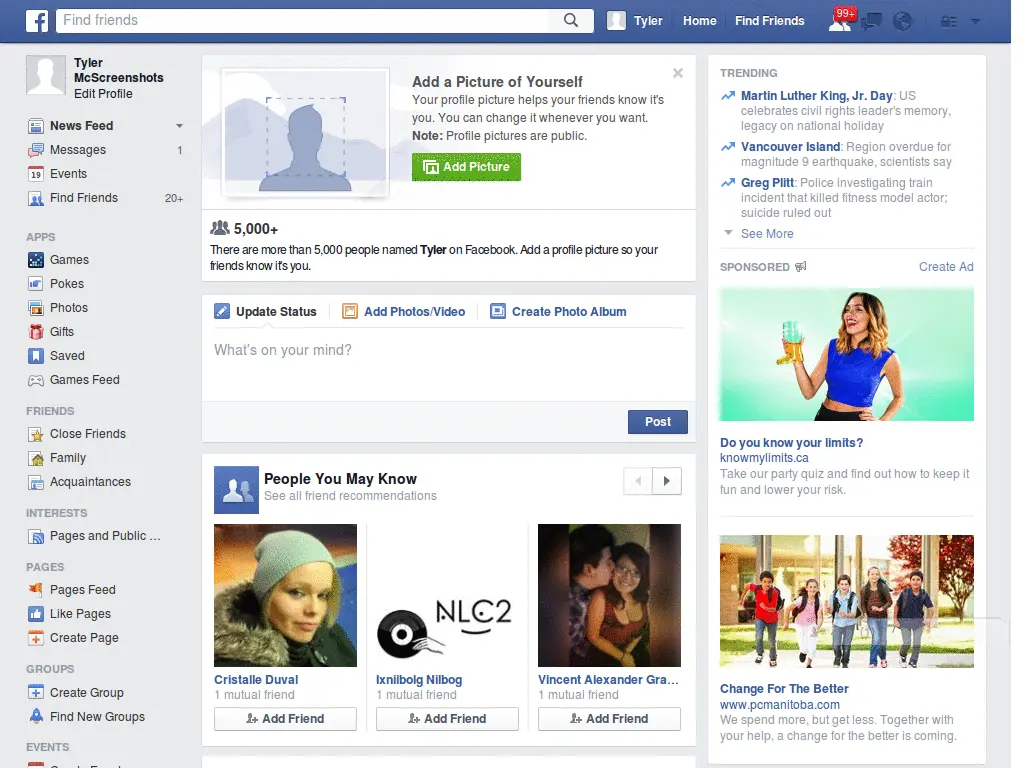 f Find friends
Tyler Home Find Friends 99+
Tyler
McScreenshots
Edit Profile
News Feed
Messages 1
19 Events
Find Friends 20+
APPS
Games
Pokes
Photos
Gifts
Saved
Games Feed
FRIENDS
Close Friends
Family
Acquaintances
INTERESTS
Pages and Public ...
PAGES
Pages Feed
Like Pages
Create Page
GROUPS
Create Group
Find New Groups
EVENTS
Add a Picture of Yourself
Your profile picture helps your friends know it's
you. You can change it whenever you want.
Note: Profile pictures are public.
Add Picture
5,000+
There are more than 5,000 people named Tyler on Facebook. Add a profile picture so your
friends know it's you.
Update Status Add Photos/Video Create Photo Album
What's on your mind?
Post
People You May Know
See all friend recommendations
NLC2
Cristalle Duval
1 mutual friend
Add Friend
Ixniibolg Nilbog
1 mutual friend
Add Friend
Vincent Alexander Gra...
1 mutual friend
Add Friend
TRENDING
Martin Luther King, Jr. Day: US
celebrates civil rights leader's memory,
legacy on national holiday
Vancouver Island: Region overdue for
magnitude 9 earthquake, scientists say
Greg Plitt: Police investigating train
incident that killed fitness model actor;
suicide ruled out
See More
SPONSORED Create Ad
Do you know your limits?
knowmylimits.ca
Take our party quiz and find out how to keep it
fun and lower your risk.
Change For The Better
www.pcmanitoba.com
We spend more, but get less. Together with
your help, a change for the better is coming.